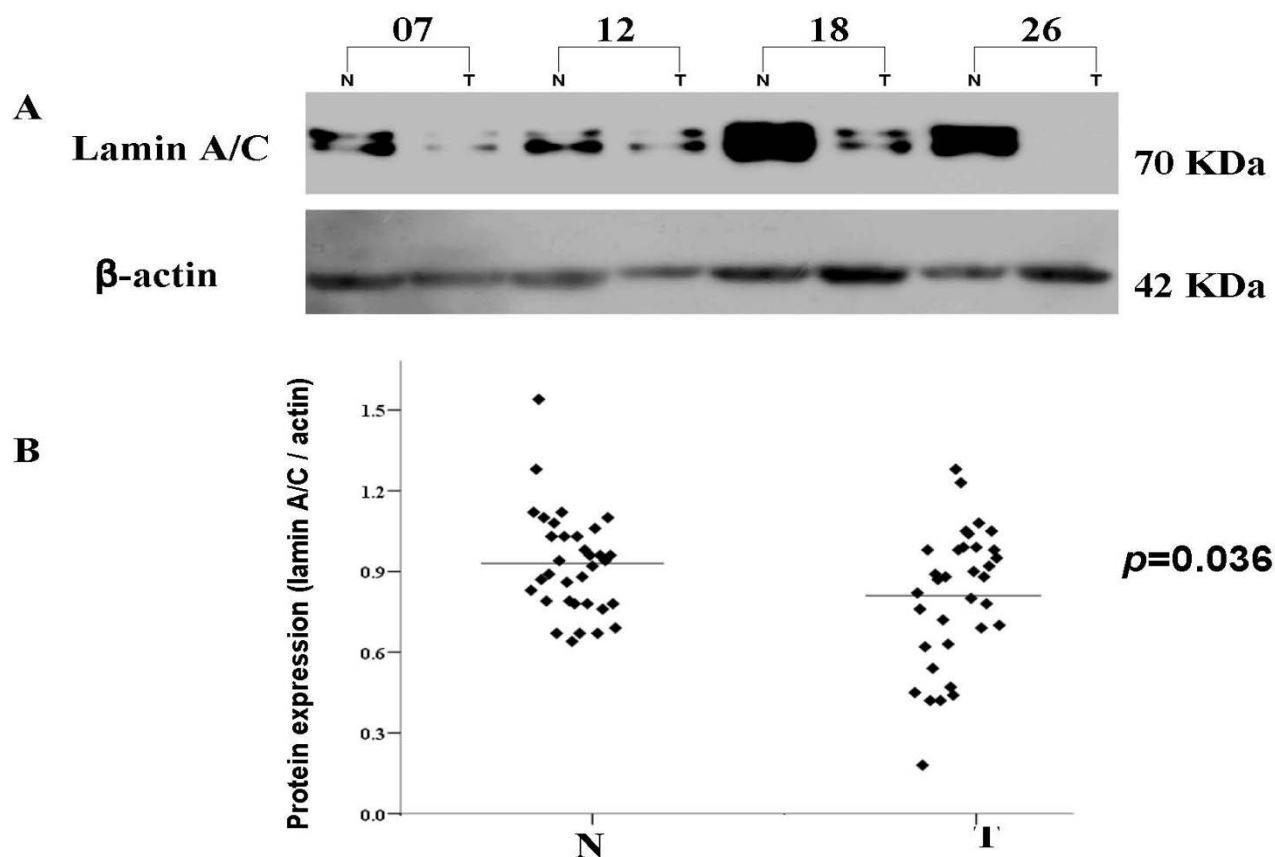 07 12 18 26
N T N T N T N T
A
Lamin A/C
70 KDa
β-actin
42 KDa
B
Protein expression (lamin A/C / actin)
1.5
1.2
0.9
0.6
0.3
0.0
p=0.036
N T